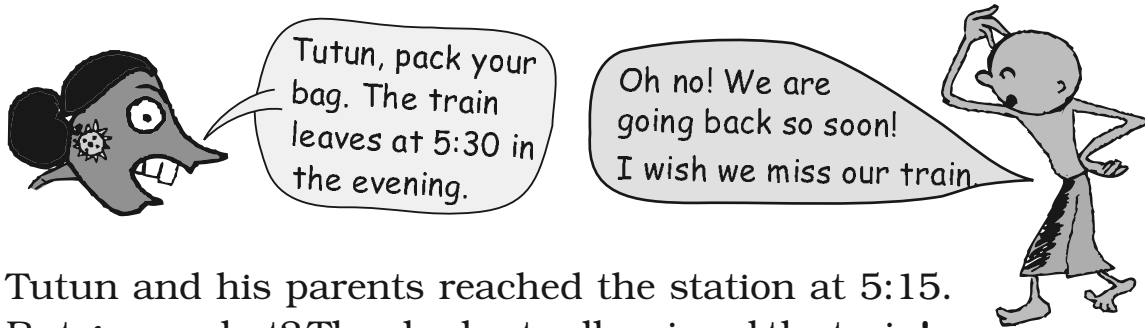 Tutun, pack your
bag. The train
leaves at 5:30 in
the evening.
Oh no! We are
going back so soon!
I wish we miss our train.
Tutun and his parents reached the station at 5:15.